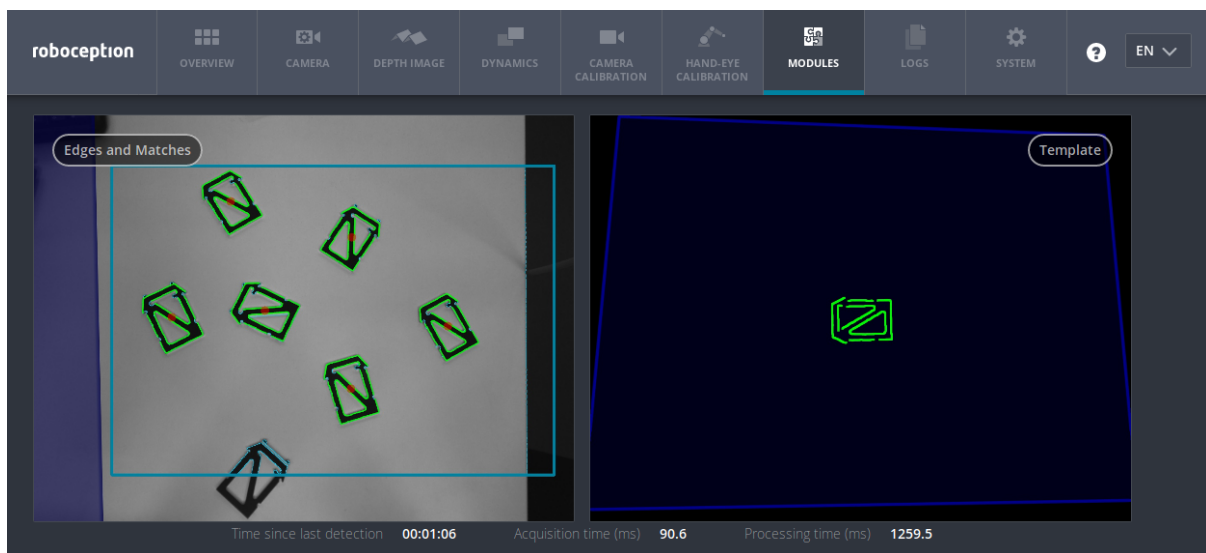 roboception
OVERVIEW
CAMERA
DEPTH IMAGE
DYNAMICS
CAMERA
CALIBRATION
HAND-EYE
CALIBRATION
MODULES
LOGS
SYSTEM
?
EN
Edges and Matches
Template
Time since last detection 00:01:06 Acquisition time (ms) 90.6 Processing time (ms) 1259.5